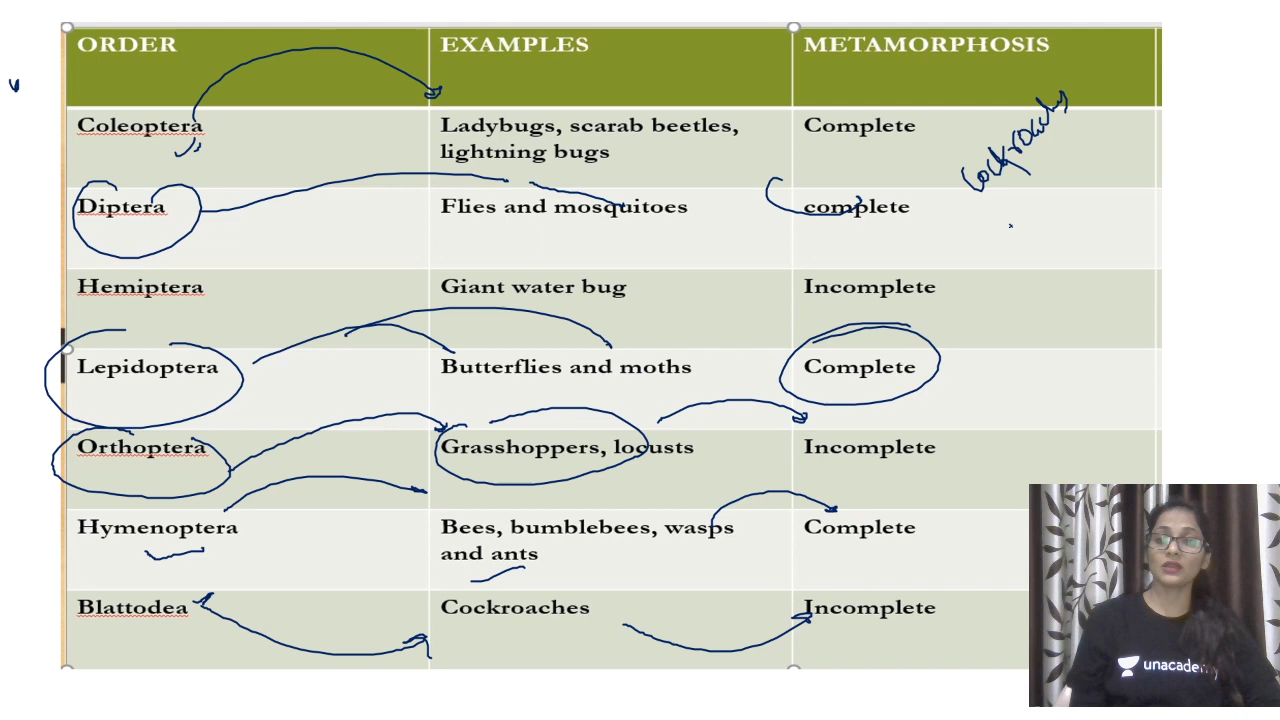 ORDER EXAMPLES METAMORPHOSIS
Coleoptera Ladybugs, scarab beetles, Complete
lightning bugs
cockroaches
Diptera Flies and mosquitoes complete
Hemiptera Giant water bug Incomplete
Lepidoptera Butterflies and moths Complete
Orthoptera Grasshoppers, locusts Incomplete
Hymenoptera Bees, bumblebees, wasps Complete
and ants
Blattodea Cockroaches Incomplete
unacademy